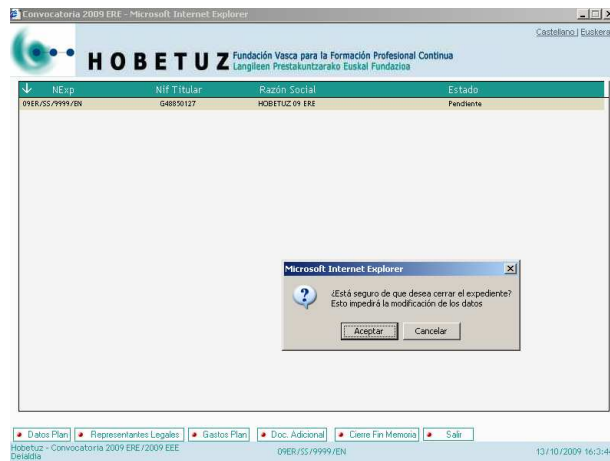 Convocatoria 2009 ERE - Microsoft Internet Explorer
Castellano | Euskera
HOBETUZ
Fundación Vasca para la Formación Profesional Continua
Langileen Prestakuntzarako Euskal Fundazioa
NExp Nif Titular Razón Social Estado
09ER/SS/9999/EN G48850127 HOBETUZ 09 ERE Pendiente
Microsoft Internet Explorer
¿Está seguro de que desea cerrar el expediente?
Esto impedirá la modificación de los datos
Aceptar Cancelar
Datos Plan Representantes Legales Gastos Plan Doc. Adicional Cierre Fin Memoria Salir
Hobetuz - Convocatoria 2009 ERE/2009 EEE
Deialdia
09ER/SS/9999/EN
13/10/2009